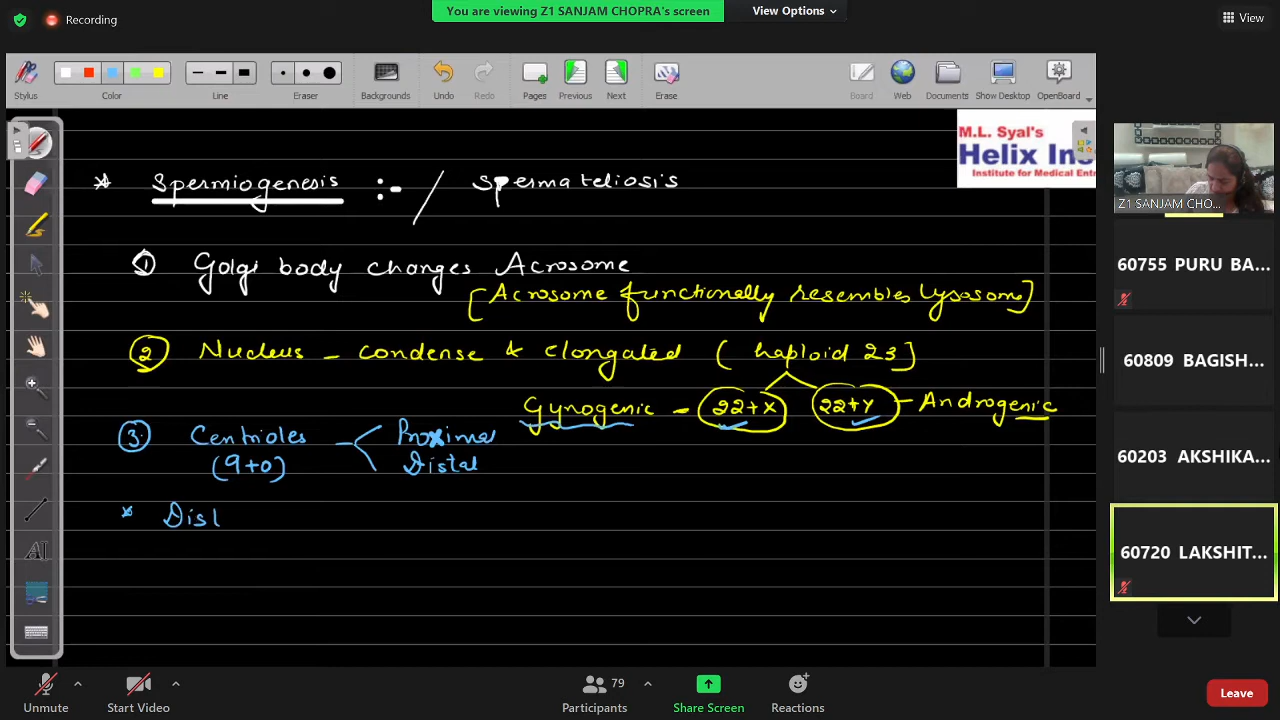 Recording
You are viewing Z1 SANJAM CHOPRA's screen
View Options
View
Stylus
Color
Line
Eraser
Backgrounds
Undo
Redo
Pages
Previous
Next
Erase
Board
Web
Documents
Show Desktop
OpenBoard
M.L. Syal's
Helix Ins
Institute for Medical Entr
* Spermiogenesis :- / Spermateliosis
① Golgi body changes Acrosome
[Acrosome functionally resembles lysosome]
② Nucleus - condense & elongated ( haploid 23]
Gynogenic - 22+X 22+Y - Androgenic
③ Centrioles - Proximal
(9+0) Distal
* Dist
Z1 SANJAM CHO...
60755 PURU BA...
60809 BAGISH...
60203 AKSHIKA...
60720 LAKSHIT...
Unmute
Start Video
79
Participants
Share Screen
Reactions
Leave